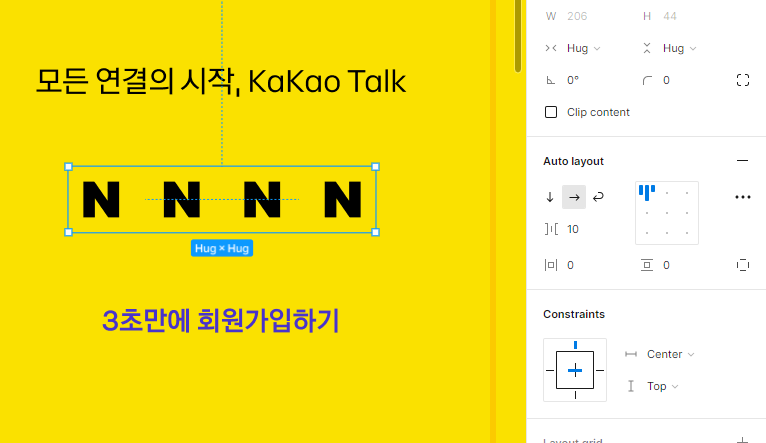 W 206 H 44
Hug Hug
모든 연결의 시작, KaKao Talk
0° 0
Clip content
Auto layout
N N N N
10
Hug × Hug
0 0
3초만에 회원가입하기
Constraints
Center
Top
Layout grid